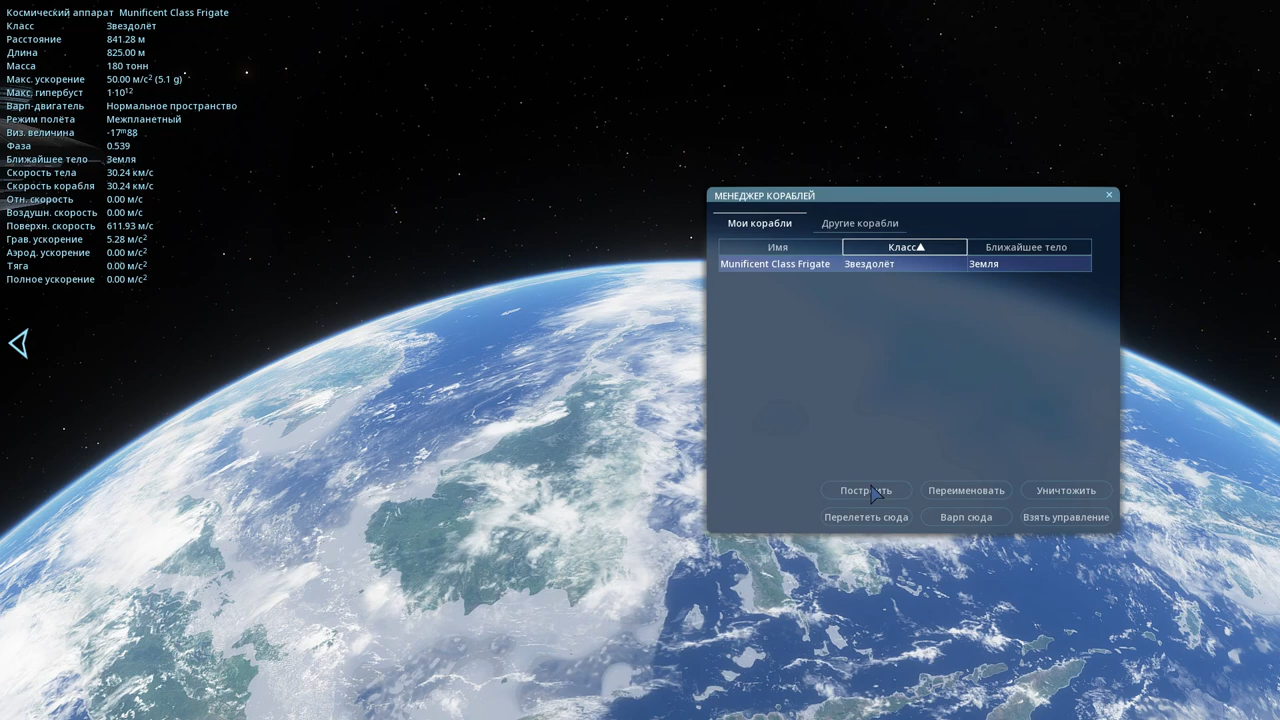 Космический аппарат Munificent Class Frigate
Класс Звездолёт
Расстояние 841.28 м
Длина 825.00 м
Масса 180 тонн
Макс. ускорение 50.00 м/с² (5.1 g)
Макс. гипербуст 1·10¹²
Варп-двигатель Нормальное пространство
Режим полёта Межпланетный
Виз. величина -17ᵐ88
Фаза 0.539
Ближайшее тело Земля
Скорость тела 30.24 км/с
Скорость корабля 30.24 км/с
Отн. скорость 0.00 м/с
Воздушн. скорость 0.00 м/с
Поверхн. скорость 611.93 м/с
Грав. ускорение 5.28 м/с²
Аэрод. ускорение 0.00 м/с²
Тяга 0.00 м/с²
Полное ускорение 0.00 м/с²
МЕНЕДЖЕР КОРАБЛЕЙ
Мои корабли Другие корабли
Имя Класс▲ Ближайшее тело
Munificent Class Frigate Звездолёт Земля
Построить Переименовать Уничтожить
Перелететь сюда Варп сюда Взять управление